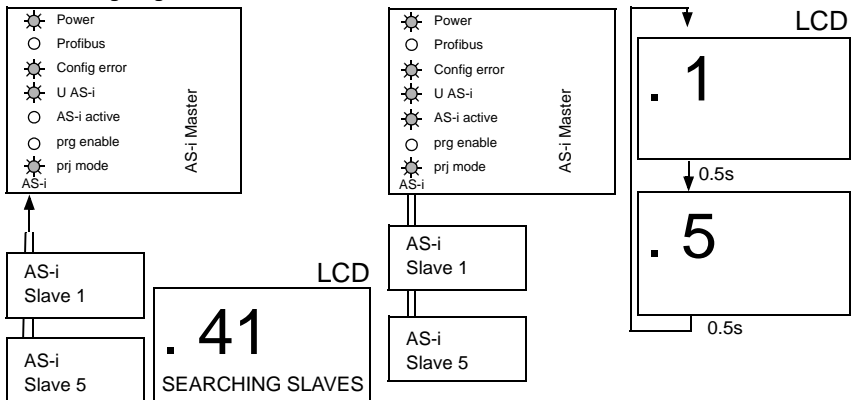 Power
Profibus
Config error
U AS-i
AS-i active
prg enable
prj mode
AS-i
AS-i Master
AS-i
Slave 1
AS-i
Slave 5
LCD
. 41
SEARCHING SLAVES
Power
Profibus
Config error
U AS-i
AS-i active
prg enable
prj mode
AS-i
AS-i Master
AS-i
Slave 1
AS-i
Slave 5
LCD
. 1
0.5s
. 5
0.5s